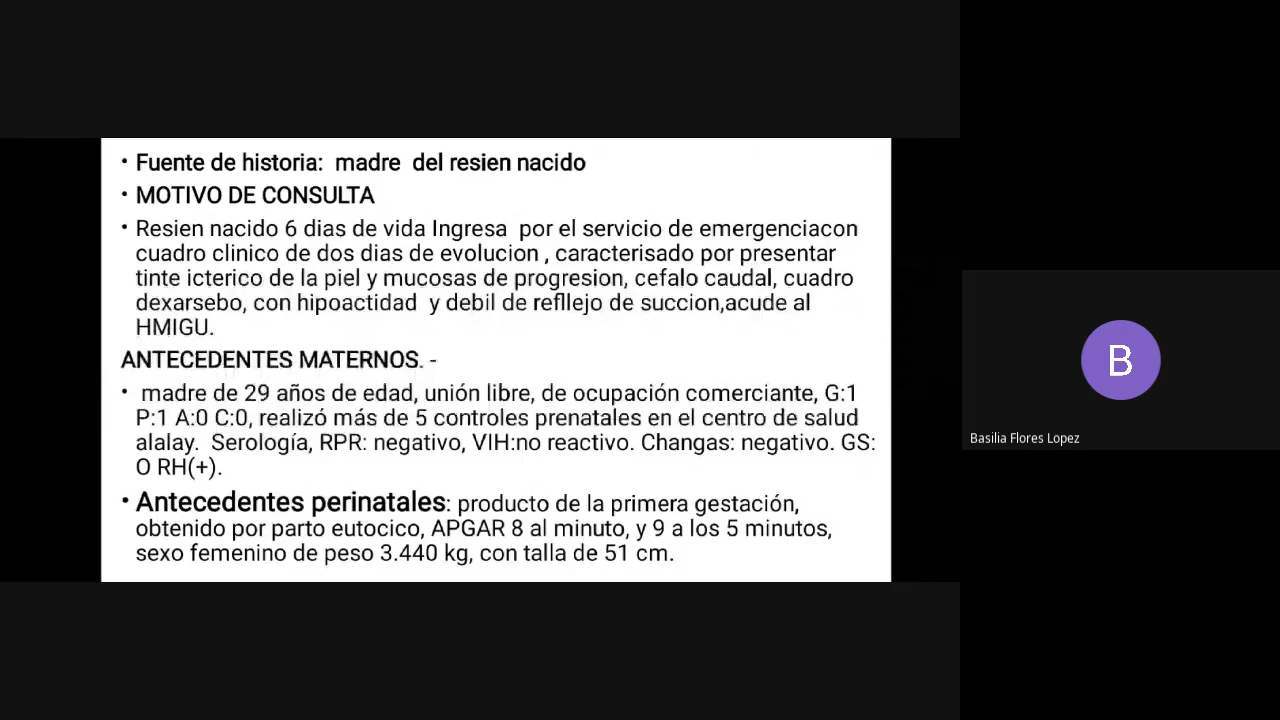 • Fuente de historia: madre del resien nacido
• MOTIVO DE CONSULTA
• Resien nacido 6 dias de vida Ingresa por el servicio de emergenciacon
cuadro clinico de dos dias de evolucion , caracterisado por presentar
tinte icterico de la piel y mucosas de progresion, cefalo caudal, cuadro
dexarsebo, con hipoactidad y debil de refllejo de succion,acude al
HMIGU.
ANTECEDENTES MATERNOS. -
• madre de 29 años de edad, unión libre, de ocupación comerciante, G:1
P:1 A:0 C:0, realizó más de 5 controles prenatales en el centro de salud
alalay. Serología, RPR: negativo, VIH:no reactivo. Changas: negativo. GS:
O RH(+).
• Antecedentes perinatales: producto de la primera gestación,
obtenido por parto eutocico, APGAR 8 al minuto, y 9 a los 5 minutos,
sexo femenino de peso 3.440 kg, con talla de 51 cm.
B
Basilia Flores Lopez